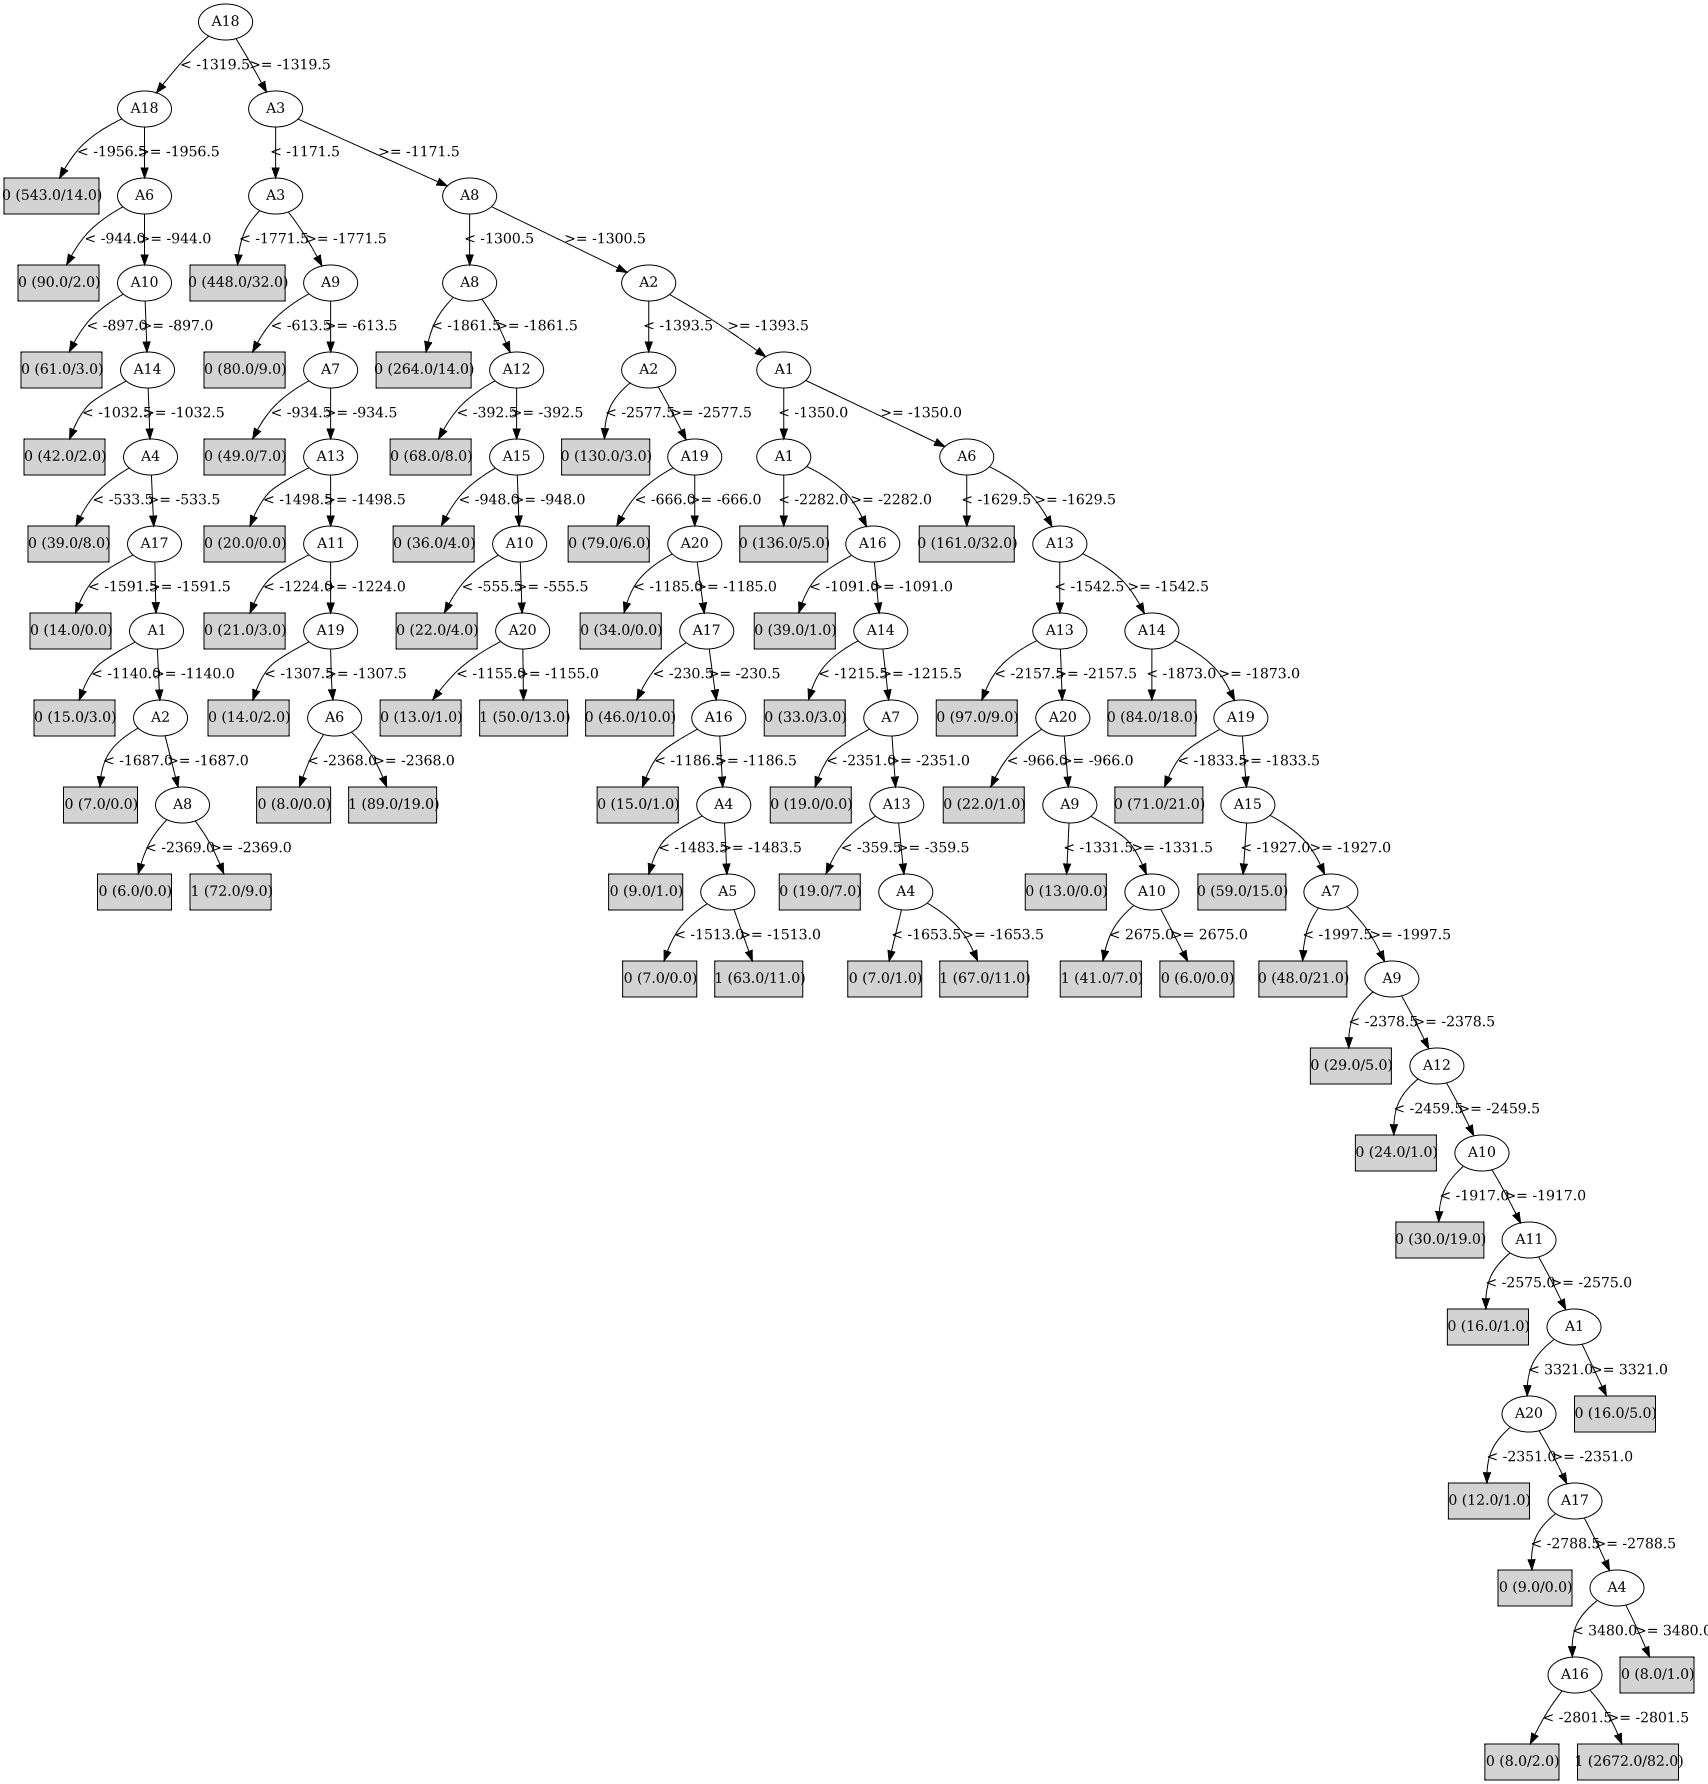 A18
< -1319.5 >= -1319.5
A18 A3
< -1956.5 >= -1956.5 < -1171.5 >= -1171.5
0 (543.0/14.0) A6 A3 A8
< -944.0 >= -944.0 < -1771.5 >= -1771.5 < -1300.5 >= -1300.5
0 (90.0/2.0) A10 0 (448.0/32.0) A9 A8 A2
< -897.0 >= -897.0 < -613.5 >= -613.5 < -1861.5 >= -1861.5 < -1393.5 >= -1393.5
0 (61.0/3.0) A14 0 (80.0/9.0) A7 0 (264.0/14.0) A12 A2 A1
< -1032.5 >= -1032.5 < -934.5 >= -934.5 < -392.5 >= -392.5 < -2577.5 >= -2577.5 < -1350.0 >= -1350.0
0 (42.0/2.0) A4 0 (49.0/7.0) A13 0 (68.0/8.0) A15 0 (130.0/3.0) A19 A1 A6
< -533.5 >= -533.5 < -1498.5 >= -1498.5 < -948.0 >= -948.0 < -666.0 >= -666.0 < -2282.0 >= -2282.0 < -1629.5 >= -1629.5
0 (39.0/8.0) A17 0 (20.0/0.0) A11 0 (36.0/4.0) A10 0 (79.0/6.0) A20 0 (136.0/5.0) A16 0 (161.0/32.0) A13
< -1591.5 >= -1591.5 < -1224.0 >= -1224.0 < -555.5 >= -555.5 < -1185.0 >= -1185.0 < -1091.0 >= -1091.0 < -1542.5 >= -1542.5
0 (14.0/0.0) A1 0 (21.0/3.0) A19 0 (22.0/4.0) A20 0 (34.0/0.0) A17 0 (39.0/1.0) A14 A13 A14
< -1140.0 >= -1140.0 < -1307.5 >= -1307.5 < -1155.0 >= -1155.0 < -230.5 >= -230.5 < -1215.5 >= -1215.5 < -2157.5 >= -2157.5 < -1873.0 >= -1873.0
0 (15.0/3.0) A2 0 (14.0/2.0) A6 0 (13.0/1.0) 1 (50.0/13.0) 0 (46.0/10.0) A16 0 (33.0/3.0) A7 0 (97.0/9.0) A20 0 (84.0/18.0) A19
< -1687.0 >= -1687.0 < -2368.0 >= -2368.0 < -1186.5 >= -1186.5 < -2351.0 >= -2351.0 < -966.0 >= -966.0 < -1833.5 >= -1833.5
0 (7.0/0.0) A8 0 (8.0/0.0) 1 (89.0/19.0) 0 (15.0/1.0) A4 0 (19.0/0.0) A13 0 (22.0/1.0) A9 0 (71.0/21.0) A15
< -2369.0 >= -2369.0 < -1483.5 >= -1483.5 < -359.5 >= -359.5 < -1331.5 >= -1331.5 < -1927.0 >= -1927.0
0 (6.0/0.0) 1 (72.0/9.0) 0 (9.0/1.0) A5 0 (19.0/7.0) A4 0 (13.0/0.0) A10 0 (59.0/15.0) A7
< -1513.0 >= -1513.0 < -1653.5 >= -1653.5 < 2675.0 >= 2675.0 < -1997.5 >= -1997.5
0 (7.0/0.0) 1 (63.0/11.0) 0 (7.0/1.0) 1 (67.0/11.0) 1 (41.0/7.0) 0 (6.0/0.0) 0 (48.0/21.0) A9
< -2378.5 >= -2378.5
0 (29.0/5.0) A12
< -2459.5 >= -2459.5
0 (24.0/1.0) A10
< -1917.0 >= -1917.0
0 (30.0/19.0) A11
< -2575.0 >= -2575.0
0 (16.0/1.0) A1
< 3321.0 >= 3321.0
A20 0 (16.0/5.0)
< -2351.0 >= -2351.0
0 (12.0/1.0) A17
< -2788.5 >= -2788.5
0 (9.0/0.0) A4
< 3480.0 >= 3480.0
A16 0 (8.0/1.0)
< -2801.5 >= -2801.5
0 (8.0/2.0) 1 (2672.0/82.0)